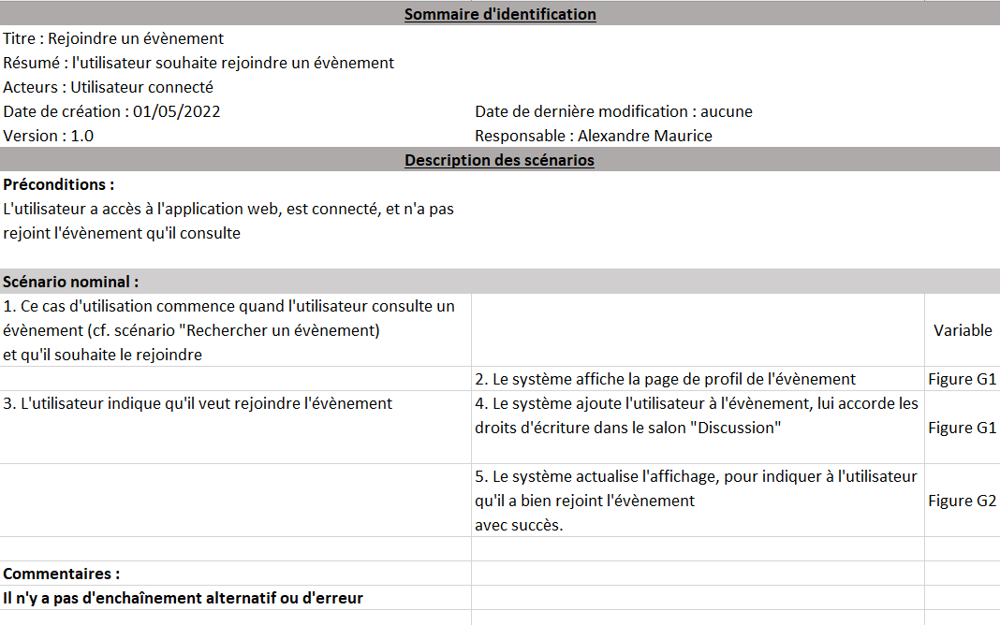 Sommaire d'identification
Titre : Rejoindre un évènement
Résumé : l'utilisateur souhaite rejoindre un évènement
Acteurs : Utilisateur connecté
Date de création : 01/05/2022 Date de dernière modification : aucune
Version : 1.0 Responsable : Alexandre Maurice
Description des scénarios
Préconditions :
L'utilisateur a accès à l'application web, est connecté, et n'a pas
rejoint l'évènement qu'il consulte
Scénario nominal :
1. Ce cas d'utilisation commence quand l'utilisateur consulte un
évènement (cf. scénario "Rechercher un évènement)
et qu'il souhaite le rejoindre
Variable
2. Le système affiche la page de profil de l'évènement
Figure G1
3. L'utilisateur indique qu'il veut rejoindre l'évènement
4. Le système ajoute l'utilisateur à l'évènement, lui accorde les
droits d'écriture dans le salon "Discussion"
Figure G1
5. Le système actualise l'affichage, pour indiquer à l'utilisateur
qu'il a bien rejoint l'évènement
avec succès.
Figure G2
Commentaires :
Il n'y a pas d'enchaînement alternatif ou d'erreur